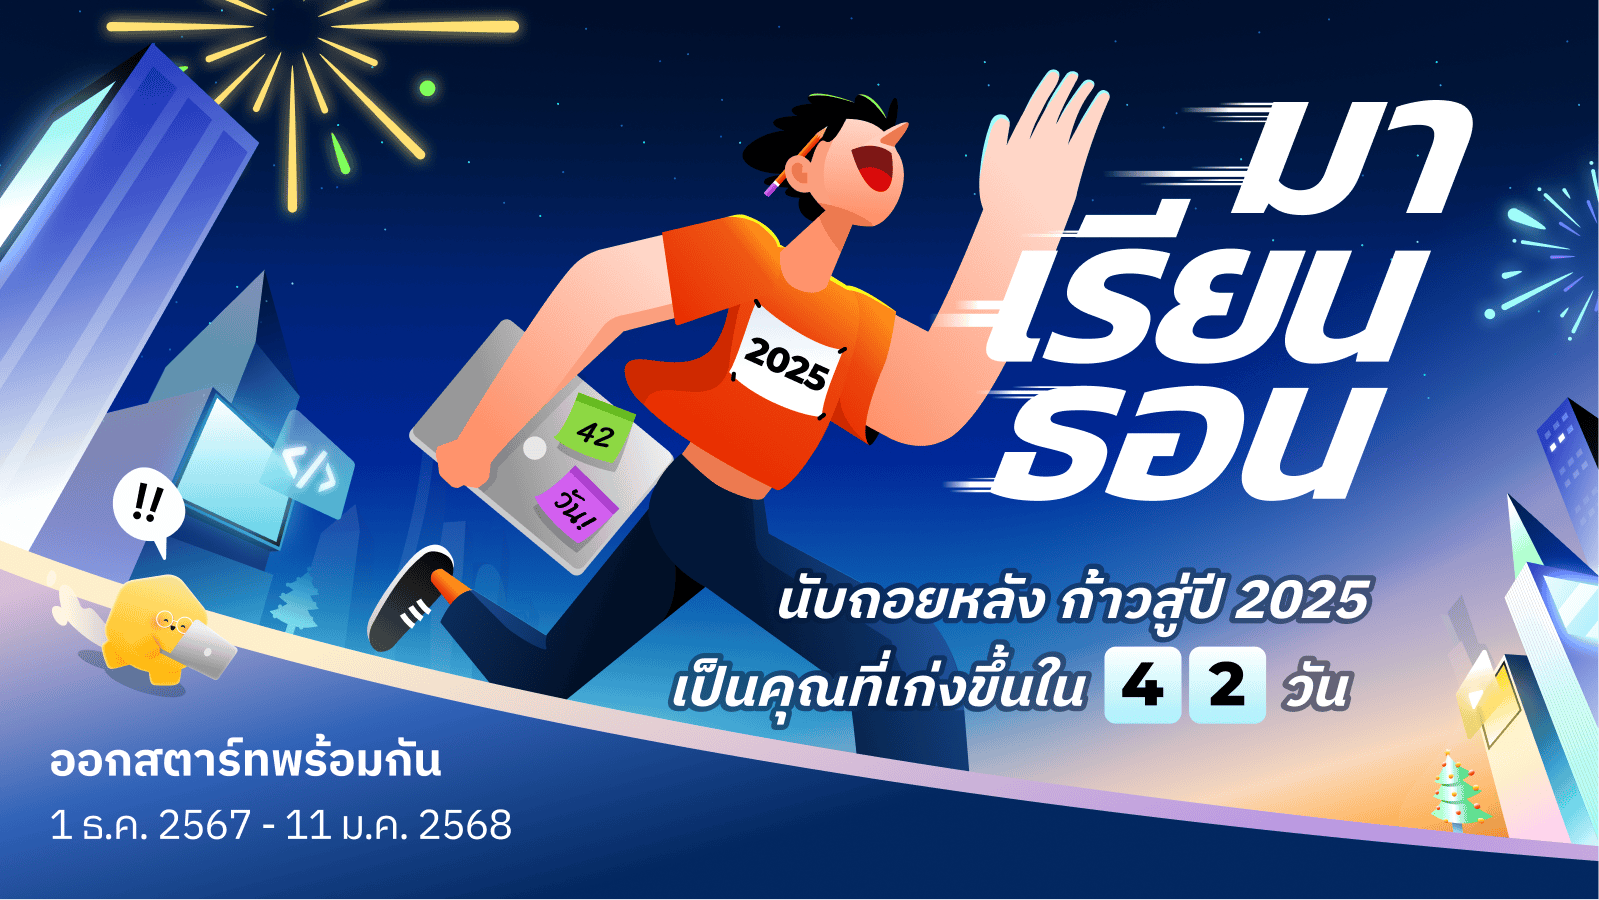 มา
เรียน
ธอน
2025
42
วัน!
</>
!!
นับถอยหลัง ก้าวสู่ปี 2025
เป็นคุณที่เก่งขึ้นใน 42 วัน
ออกสตาร์ทพร้อมกัน
1 ธ.ค. 2567 - 11 ม.ค. 2568